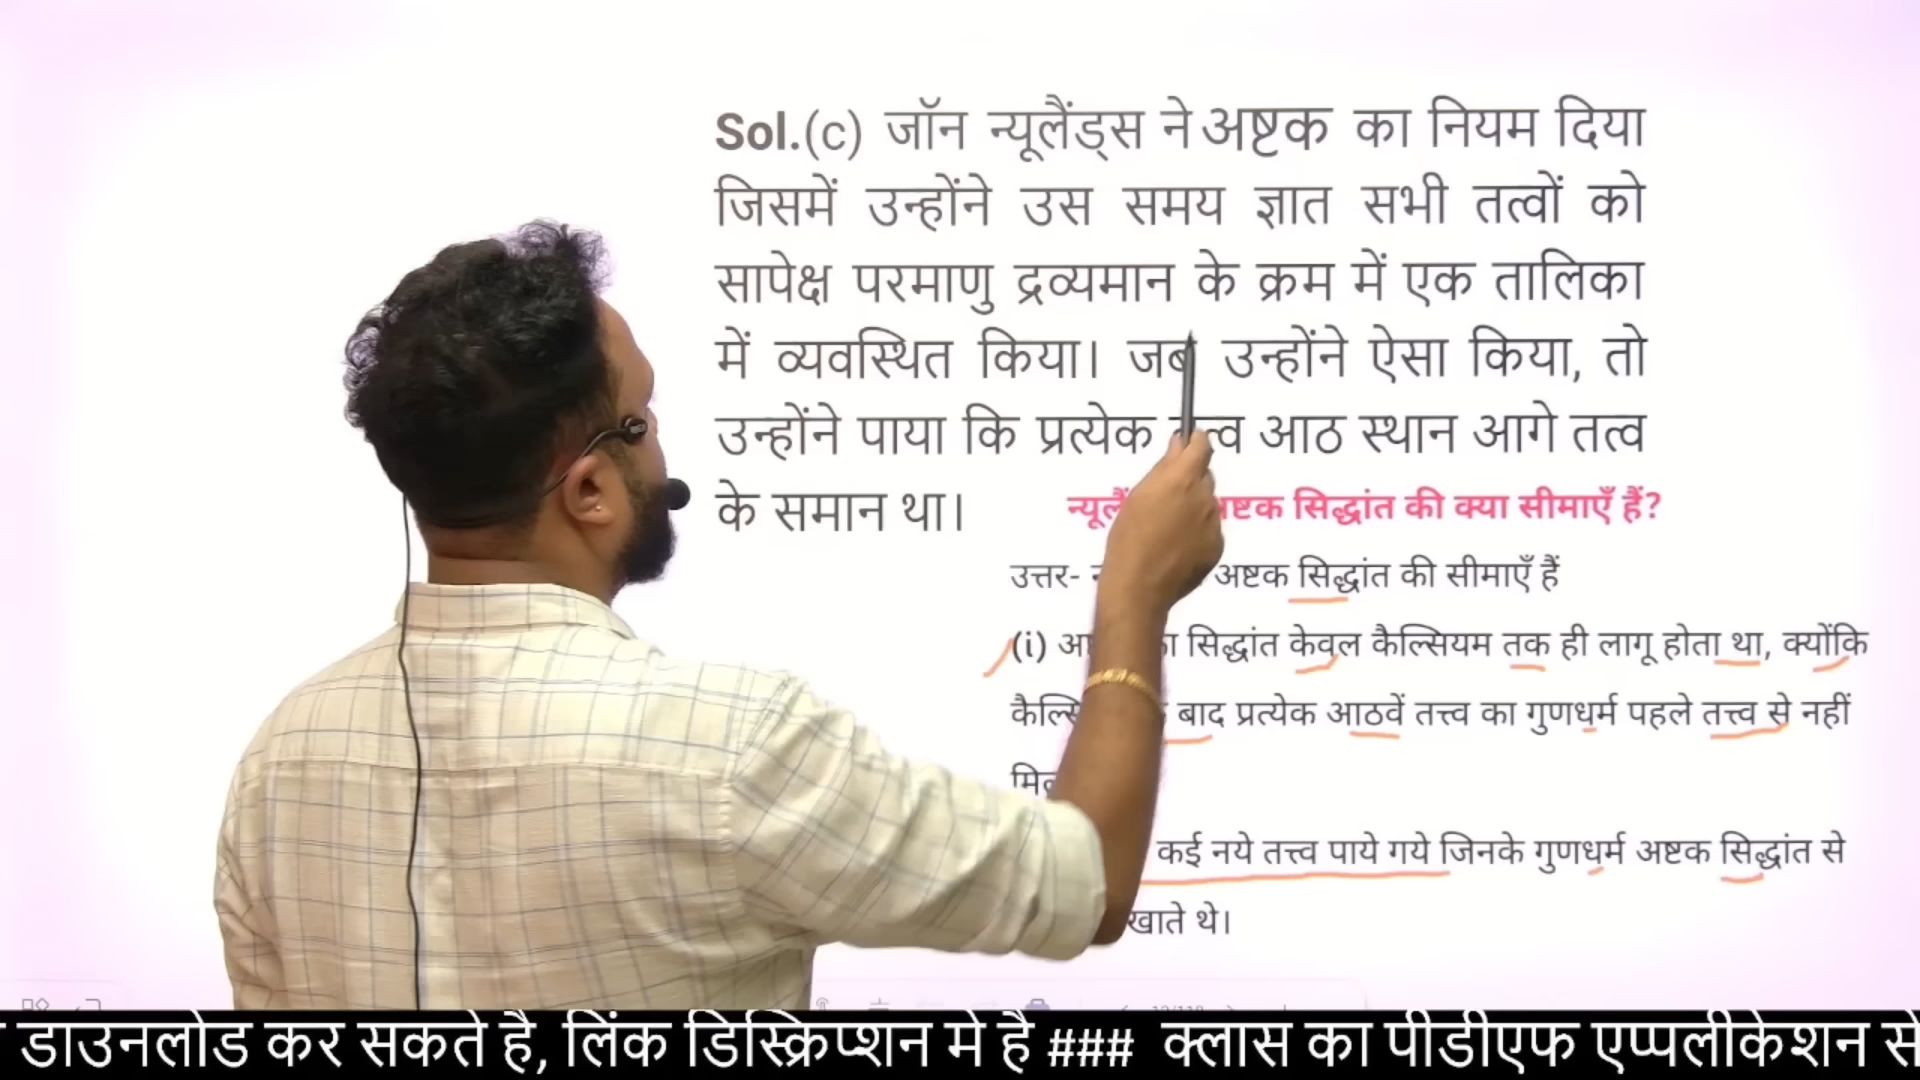 Sol.(c) जॉन न्यूलैंड्स ने अष्टक का नियम दिया
जिसमें उन्होंने उस समय ज्ञात सभी तत्वों को
सापेक्ष परमाणु द्रव्यमान के क्रम में एक तालिका
में व्यवस्थित किया। जब उन्होंने ऐसा किया, तो
उन्होंने पाया कि प्रत्येक आठ स्थान आगे तत्व
के समान था।
सिद्धांत की क्या सीमाएँ हैं?
उत्तर- अष्टक सिद्धांत की सीमाएँ हैं
(i) सिद्धांत केवल कैल्सियम तक ही लागू होता था, क्योंकि
बाद प्रत्येक आठवें तत्त्व का गुणधर्म पहले तत्त्व से नहीं
कई नये तत्त्व पाये गये जिनके गुणधर्म अष्टक सिद्धांत से
खाते थे।
डाउनलोड कर सकते है, लिंक डिस्क्रिप्शन मे है ### क्लास का पीडीएफ एप्पलीकेशन से